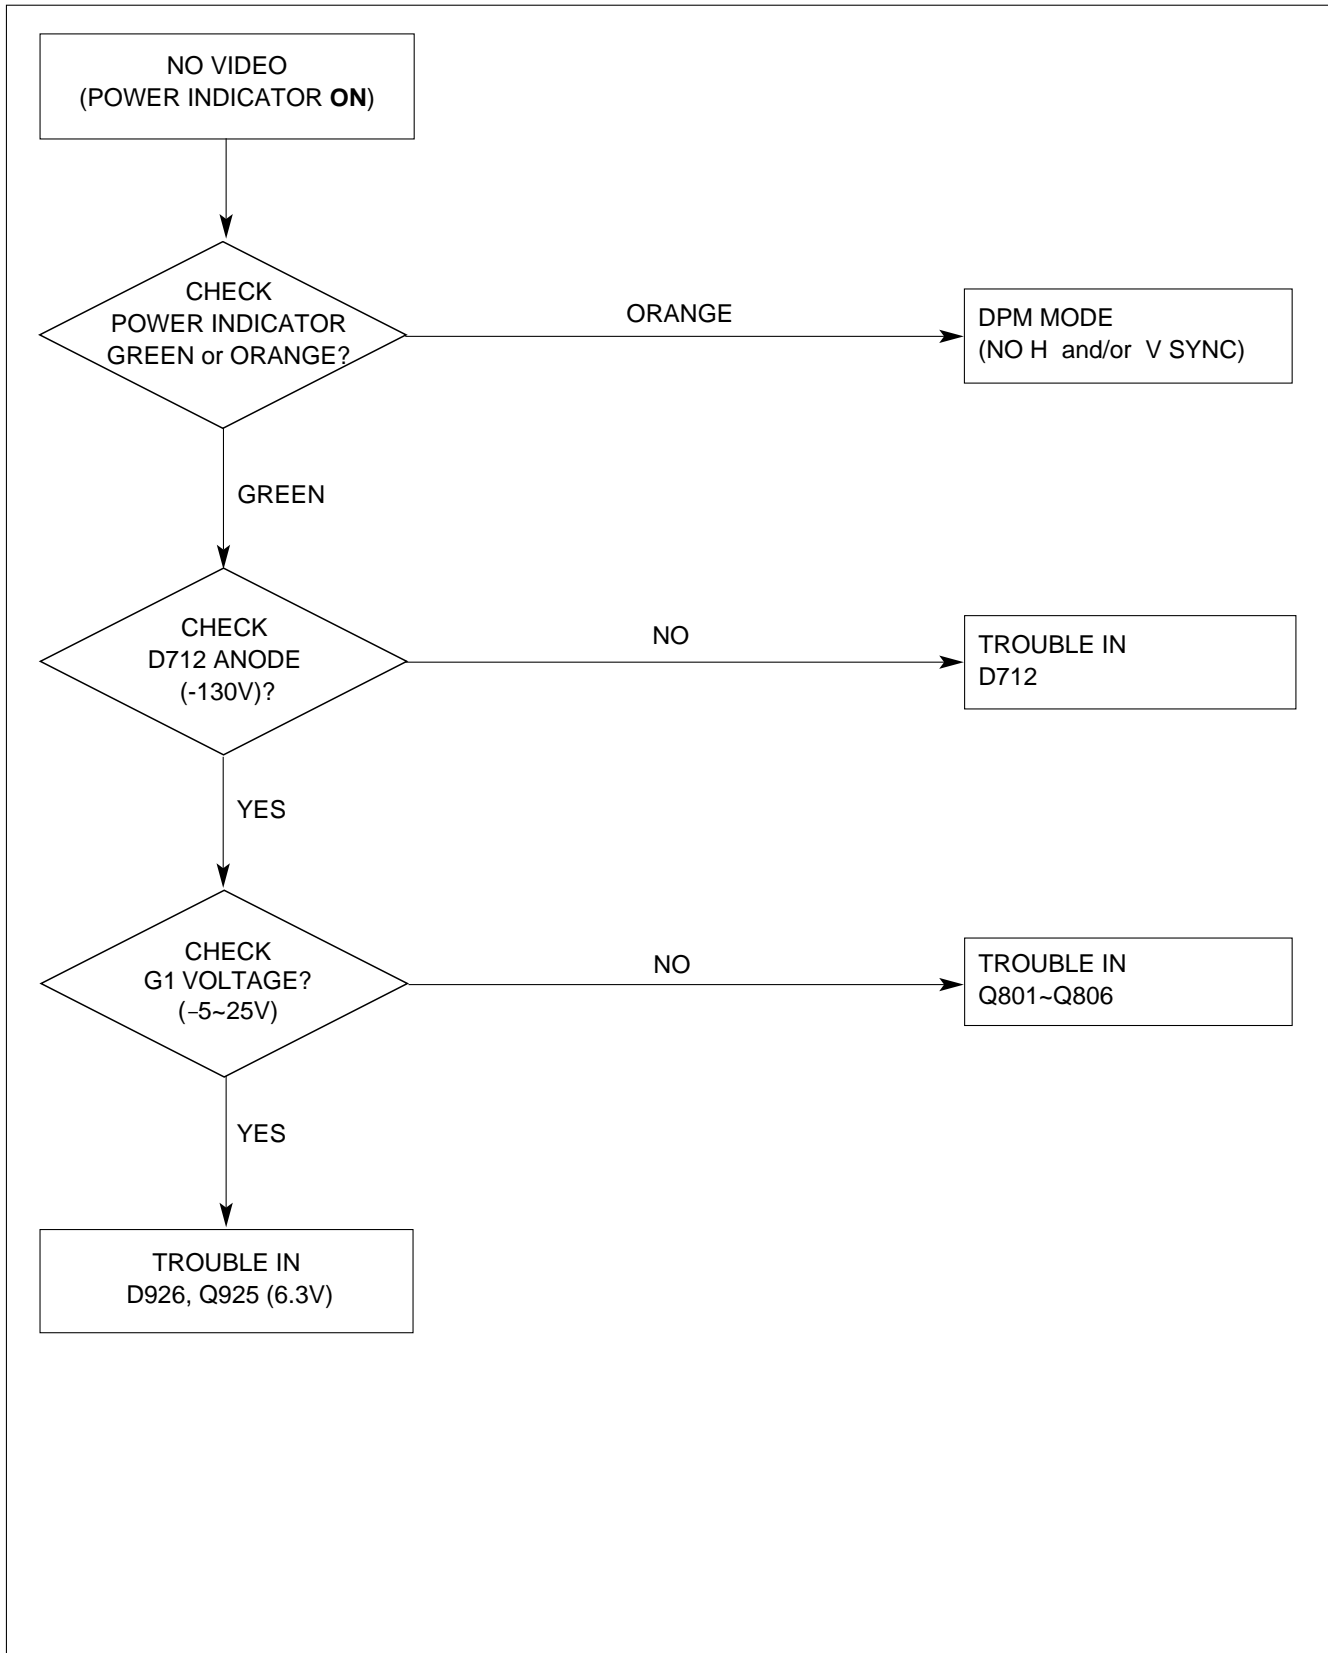 NO VIDEO
(POWER INDICATOR ON)
CHECK
POWER INDICATOR
GREEN or ORANGE?
ORANGE
DPM MODE
(NO H and/or V SYNC)
GREEN
CHECK
D712 ANODE
(-130V)?
NO
TROUBLE IN
D712
YES
CHECK
G1 VOLTAGE?
(−5~25V)
NO
TROUBLE IN
Q801~Q806
YES
TROUBLE IN
D926, Q925 (6.3V)